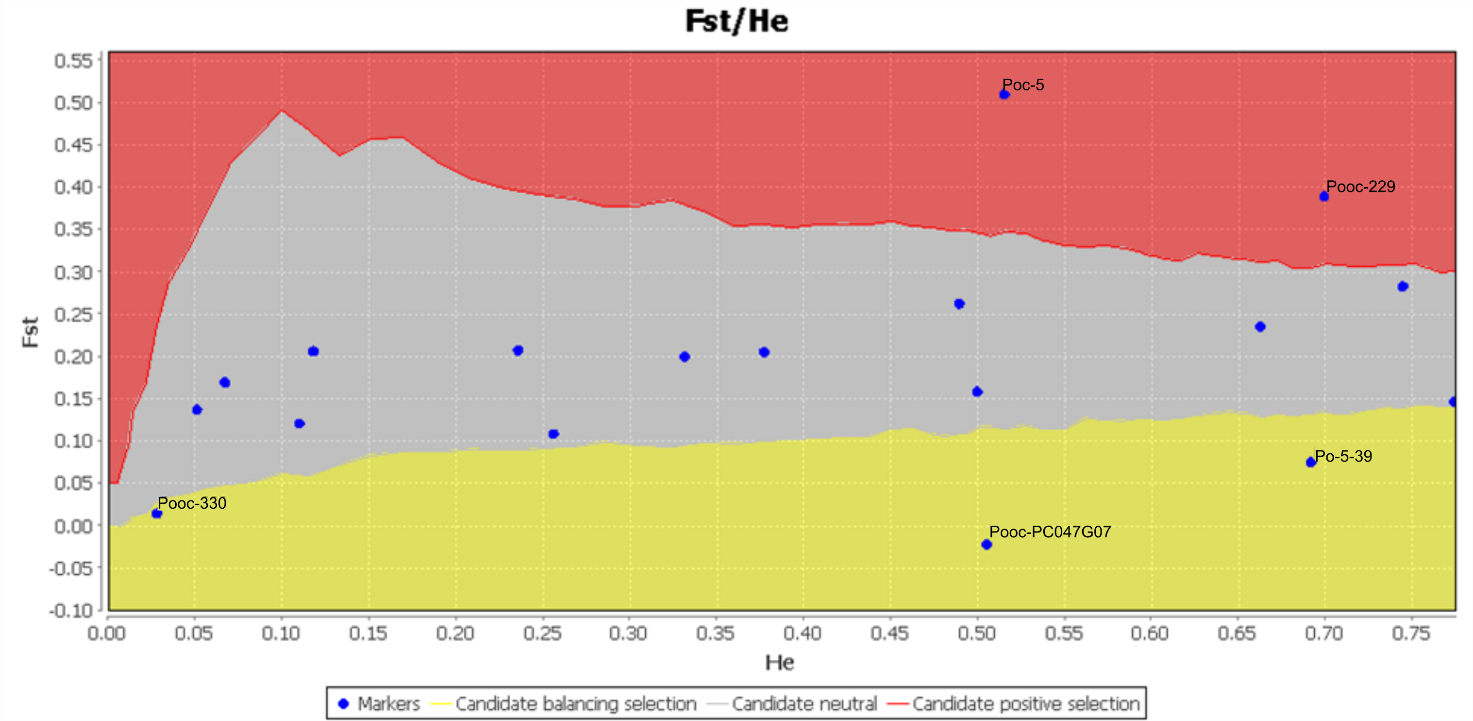 Fst/He
0.55
0.50
0.45
0.40
0.35
0.30
0.25
0.20
0.15
0.10
0.05
0.00
-0.05
-0.10
Fst
Poc-5
Pooc-229
Pooc-330
Po-5-39
Pooc-PC047G07
0.00 0.05 0.10 0.15 0.20 0.25 0.30 0.35 0.40 0.45 0.50 0.55 0.60 0.65 0.70 0.75
He
Markers Candidate balancing selection Candidate neutral Candidate positive selection